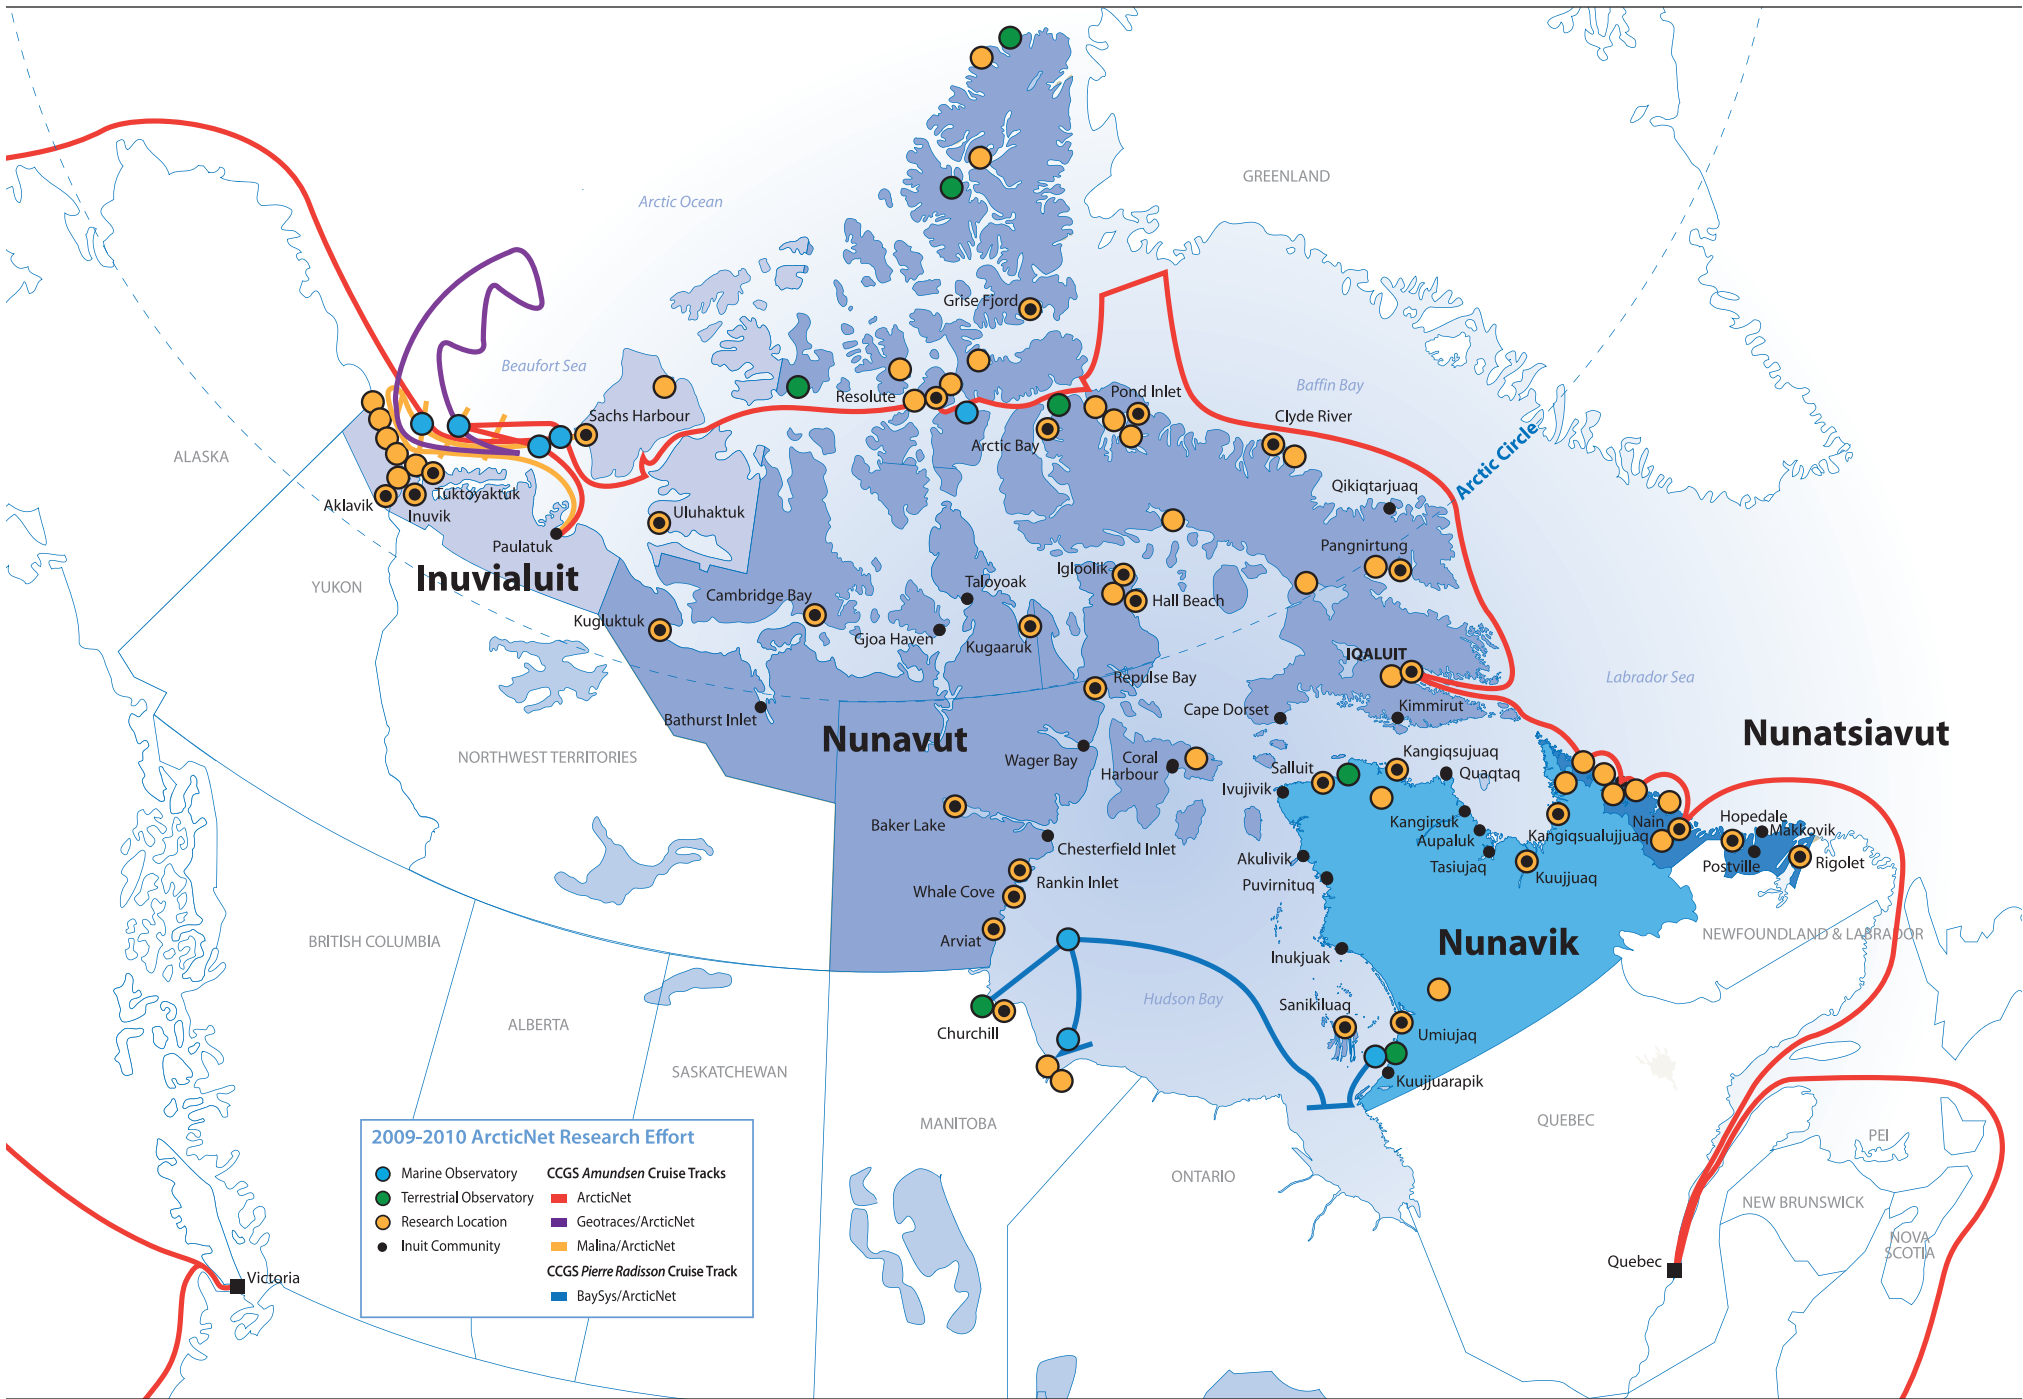 GREENLAND
Arctic Ocean
Grise Fjord
Beaufort Sea
Baffin Bay
Resolute
Pond Inlet
Sachs Harbour
Clyde River
Arctic Bay
ALASKA
Arctic Circle
Qikiqtarjuaq
Tuktoyaktuk
Aklavik
Inuvik
Uluhaktuk
Paulatuk
Pangnirtung
Inuvialuit
YUKON
Igloolik
Taloyoak
Cambridge Bay
Hall Beach
Kugluktuk
Gjoa Haven
Kugaaruk
IQALUIT
Repulse Bay
Labrador Sea
Cape Dorset
Kimmirut
Bathurst Inlet
Nunavut
Nunatsiavut
NORTHWEST TERRITORIES
Wager Bay
Coral
Harbour
Kangiqsujuaq
Salluit
Quaqtaq
Ivujivik
Baker Lake
Kangirsuk
Aupaluk
Kangiqsualujjuaq
Nain
Hopedale
Makkovik
Chesterfield Inlet
Akulivik
Tasiujaq
Postville
Rigolet
Kuujjuaq
Rankin Inlet
Whale Cove
Puvirnituq
Arviat
BRITISH COLUMBIA
Nunavik
NEWFOUNDLAND & LABRADOR
Inukjuak
Hudson Bay
Sanikiluaq
ALBERTA
Churchill
Umiujaq
SASKATCHEWAN
Kuujjuarapik
MANITOBA
QUEBEC
PEI
ONTARIO
NEW BRUNSWICK
NOVA
SCOTIA
Quebec
Victoria
2009-2010 ArcticNet Research Effort
Marine Observatory
Terrestrial Observatory
Research Location
Inuit Community
CCGS Amundsen Cruise Tracks
ArcticNet
Geotraces/ArcticNet
Malina/ArcticNet
CCGS Pierre Radisson Cruise Track
BaySys/ArcticNet